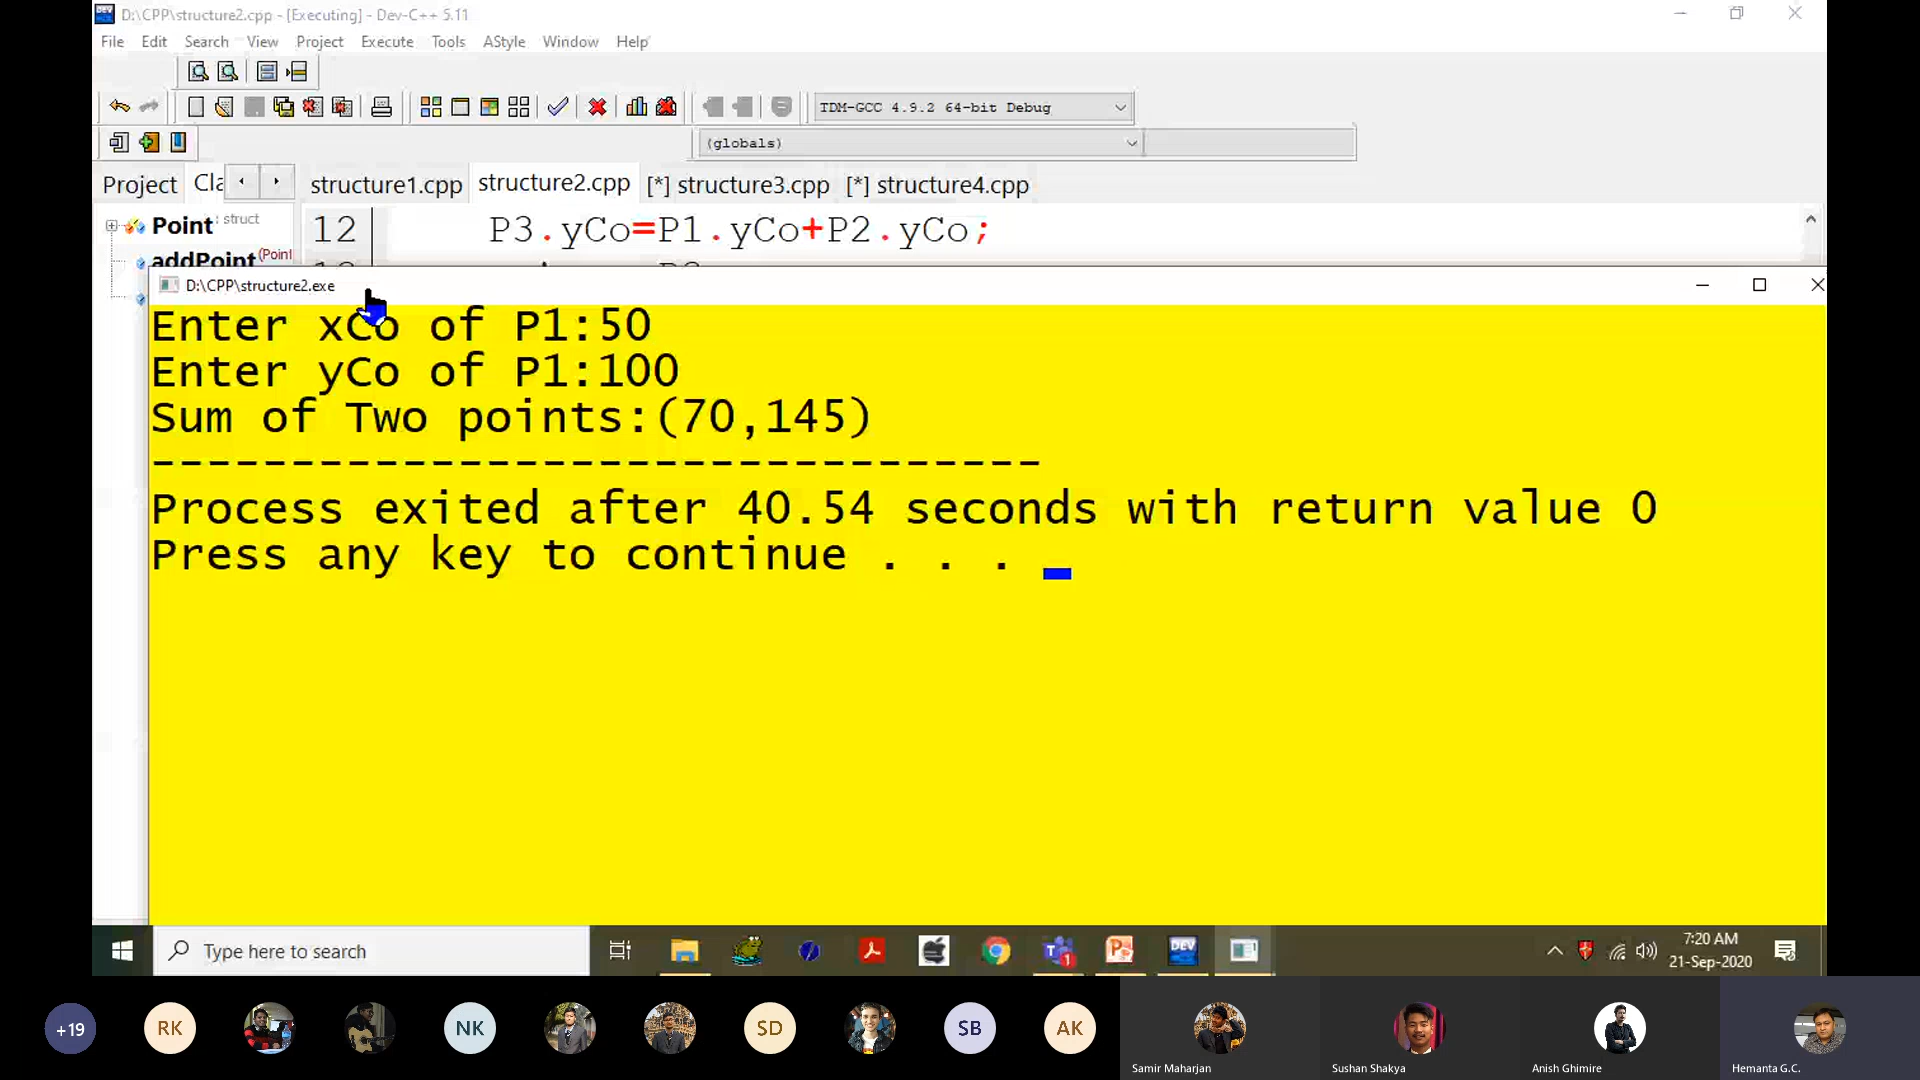 D:\CPP\structure2.cpp - [Executing] - Dev-C++ 5.11
File Edit Search View Project Execute Tools AStyle Window Help
TDM-GCC 4.9.2 64-bit Debug
(globals)
Project Cla structure1.cpp structure2.cpp [*] structure3.cpp [*] structure4.cpp
Point : struct
12 P3.yCo=P1.yCo+P2.yCo;
addPoint (Point
D:\CPP\structure2.exe
Enter xCo of P1:50
Enter yCo of P1:100
Sum of Two points:(70,145)
--------------------------------
Process exited after 40.54 seconds with return value 0
Press any key to continue . . .
Type here to search
DEV
7:20 AM
21-Sep-2020
+19 RK NK SD SB AK
Samir Maharjan Sushan Shakya Anish Ghimire Hemanta G.C.